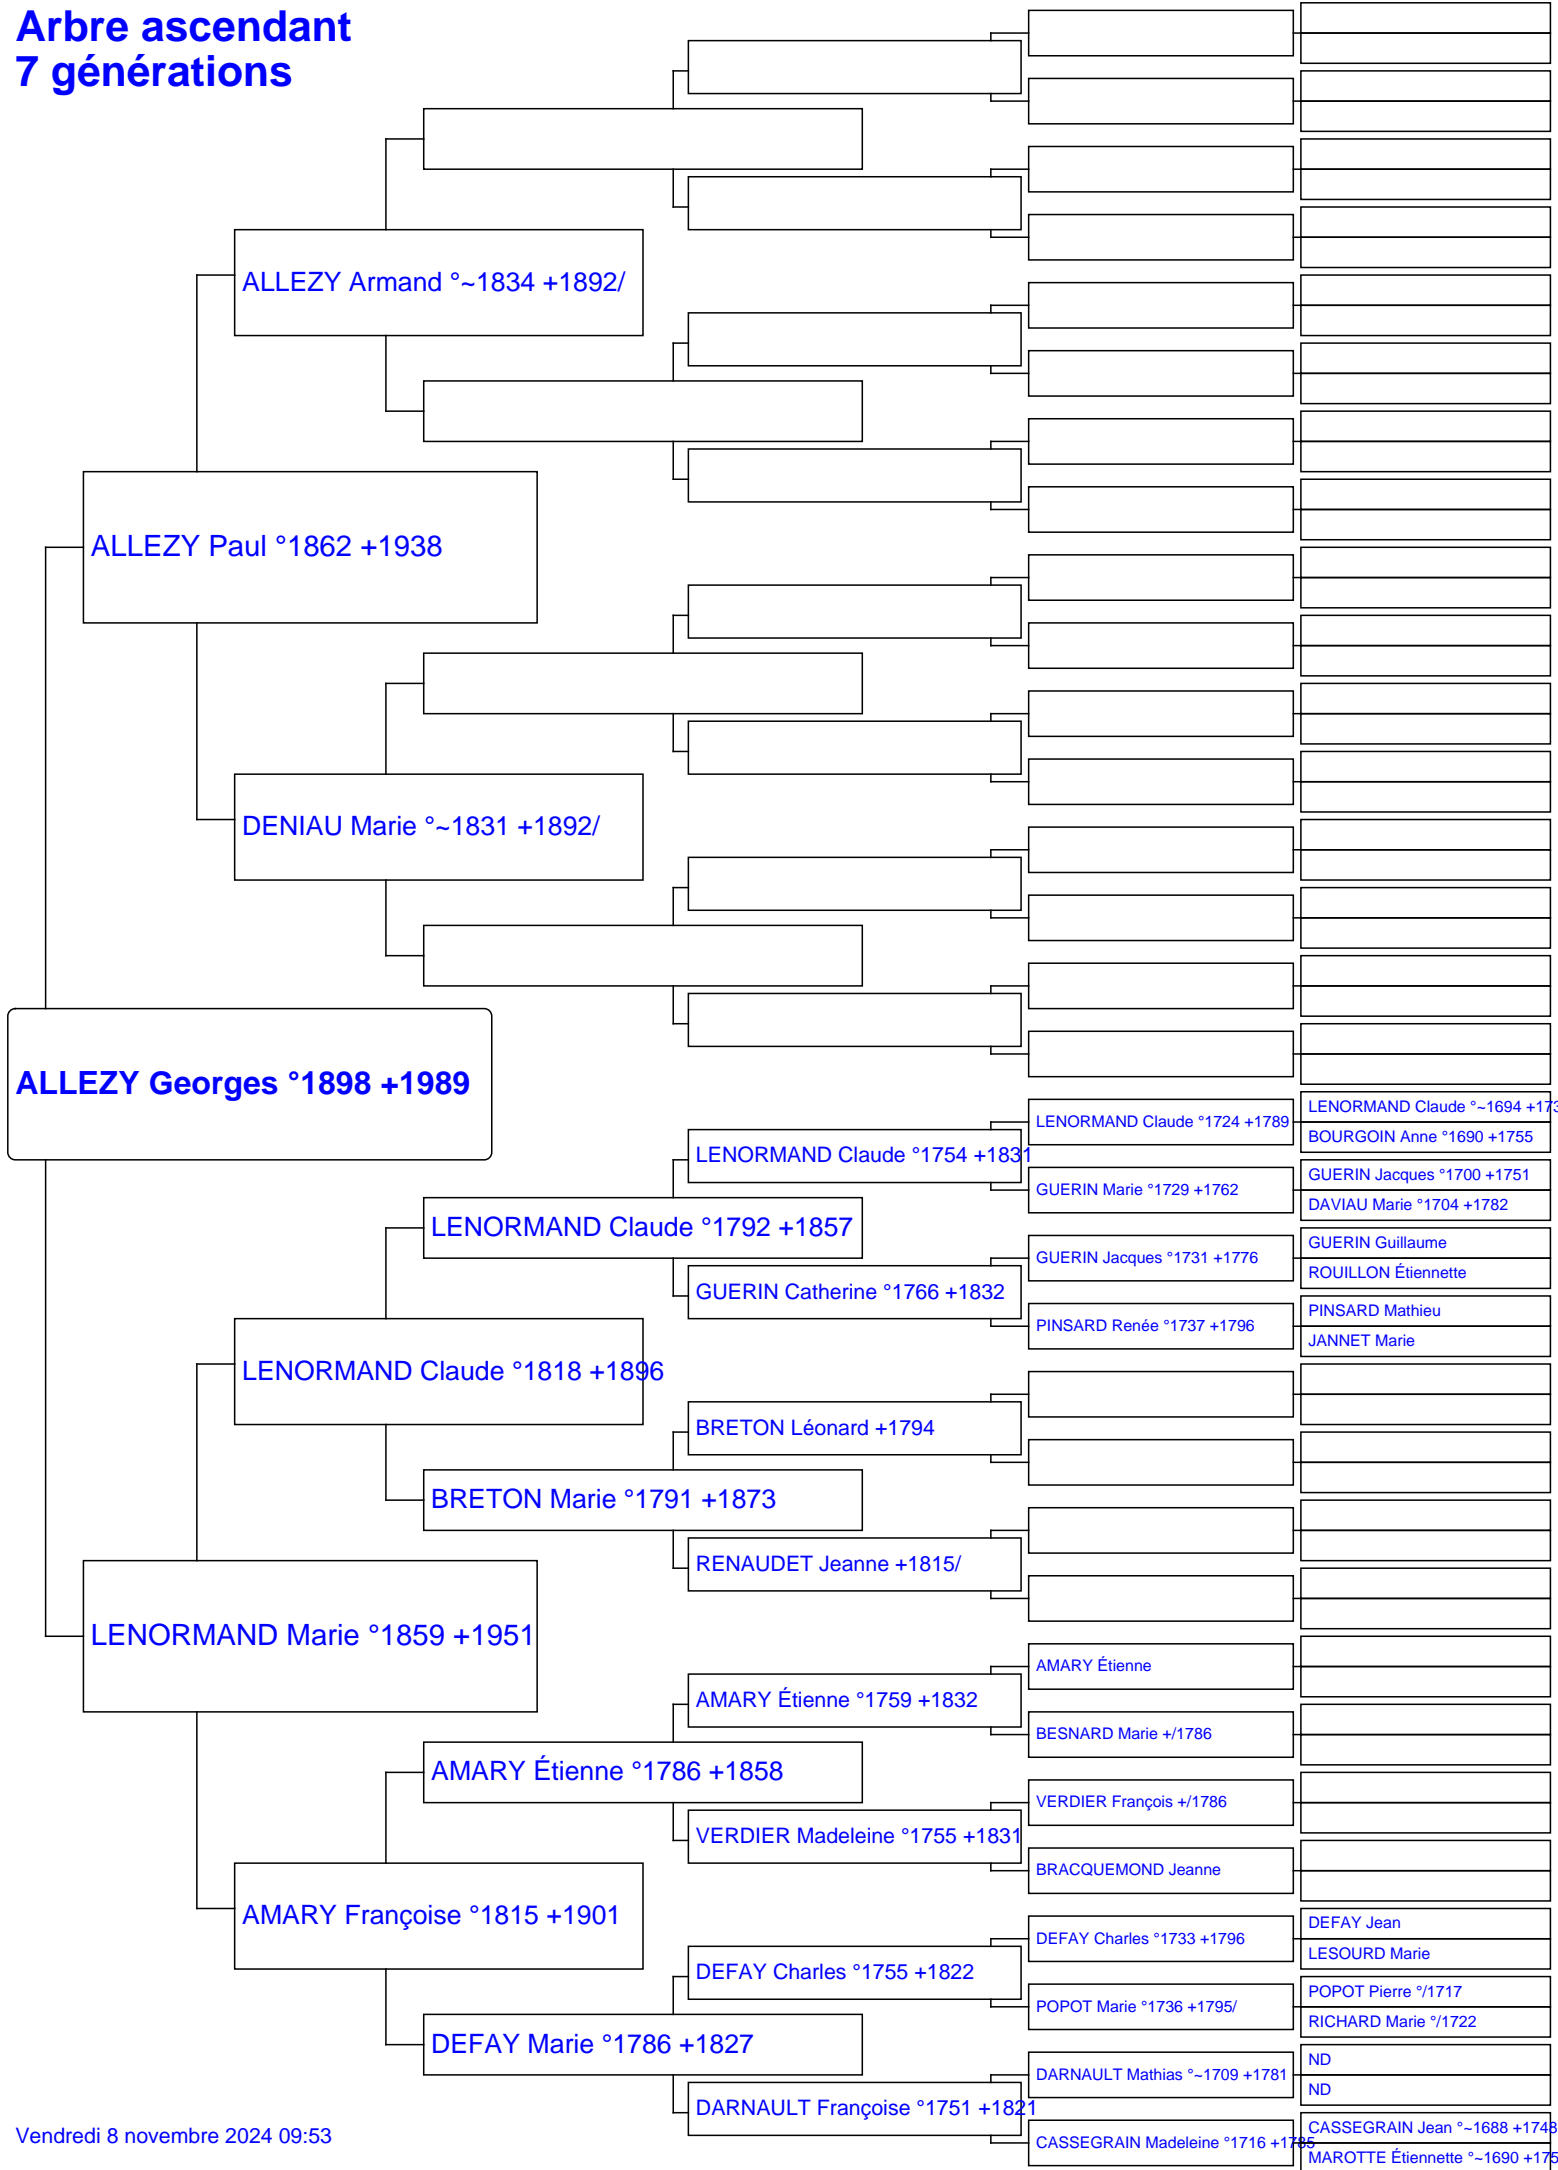 Arbre ascendant
7 générations
ALLEZY Armand °~1834 +1892/
ALLEZY Paul °1862 +1938
DENIAU Marie °~1831 +1892/
ALLEZY Georges °1898 +1989
LENORMAND Claude °~1694 +173
LENORMAND Claude °1724 +1789
BOURGOIN Anne °1690 +1755
LENORMAND Claude °1754 +1831
GUERIN Jacques °1700 +1751
GUERIN Marie °1729 +1762
DAVIAU Marie °1704 +1782
LENORMAND Claude °1792 +1857
GUERIN Guillaume
GUERIN Jacques °1731 +1776
ROUILLON Étiennette
GUERIN Catherine °1766 +1832
PINSARD Mathieu
PINSARD Renée °1737 +1796
JANNET Marie
LENORMAND Claude °1818 +1896
BRETON Léonard +1794
BRETON Marie °1791 +1873
RENAUDET Jeanne +1815/
LENORMAND Marie °1859 +1951
AMARY Étienne
AMARY Étienne °1759 +1832
BESNARD Marie +/1786
AMARY Étienne °1786 +1858
VERDIER François +/1786
VERDIER Madeleine °1755 +1831
BRACQUEMOND Jeanne
AMARY Françoise °1815 +1901
DEFAY Jean
DEFAY Charles °1733 +1796
LESOURD Marie
DEFAY Charles °1755 +1822
POPOT Pierre °/1717
POPOT Marie °1736 +1795/
RICHARD Marie °/1722
DEFAY Marie °1786 +1827
ND
DARNAULT Mathias °~1709 +1781
ND
DARNAULT Françoise °1751 +1821
CASSEGRAIN Jean °~1688 +1748
CASSEGRAIN Madeleine °1716 +1785
MAROTTE Étiennette °~1690 +175
Vendredi 8 novembre 2024 09:53